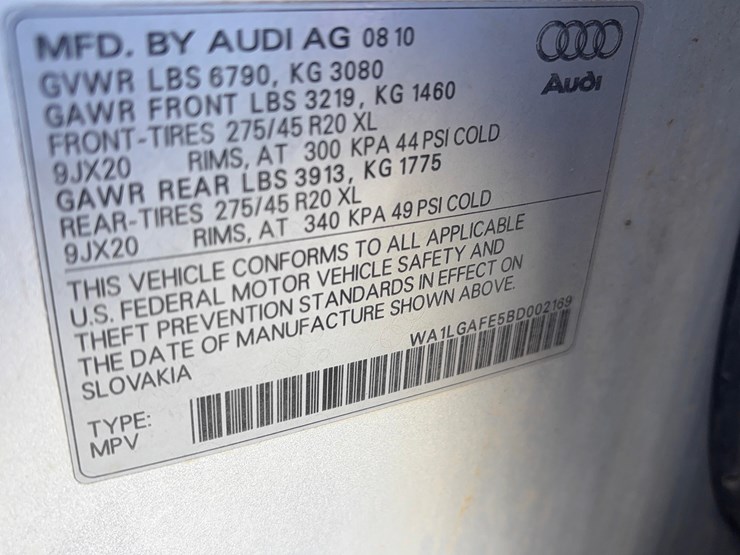 MFD. BY AUDI AG 08 10
GVWR LBS 6790, KG 3080
GAWR FRONT LBS 3219, KG 1460
FRONT-TIRES 275/45 R20 XL
9JX20 RIMS, AT 300 KPA 44 PSI COLD
GAWR REAR LBS 3913, KG 1775
REAR-TIRES 275/45 R20 XL
9JX20 RIMS, AT 340 KPA 49 PSI COLD
Audi
THIS VEHICLE CONFORMS TO ALL APPLICABLE
U.S. FEDERAL MOTOR VEHICLE SAFETY AND
THEFT PREVENTION STANDARDS IN EFFECT ON
THE DATE OF MANUFACTURE SHOWN ABOVE.
SLOVAKIA
WA1LGAFE5BD002169
TYPE:
MPV